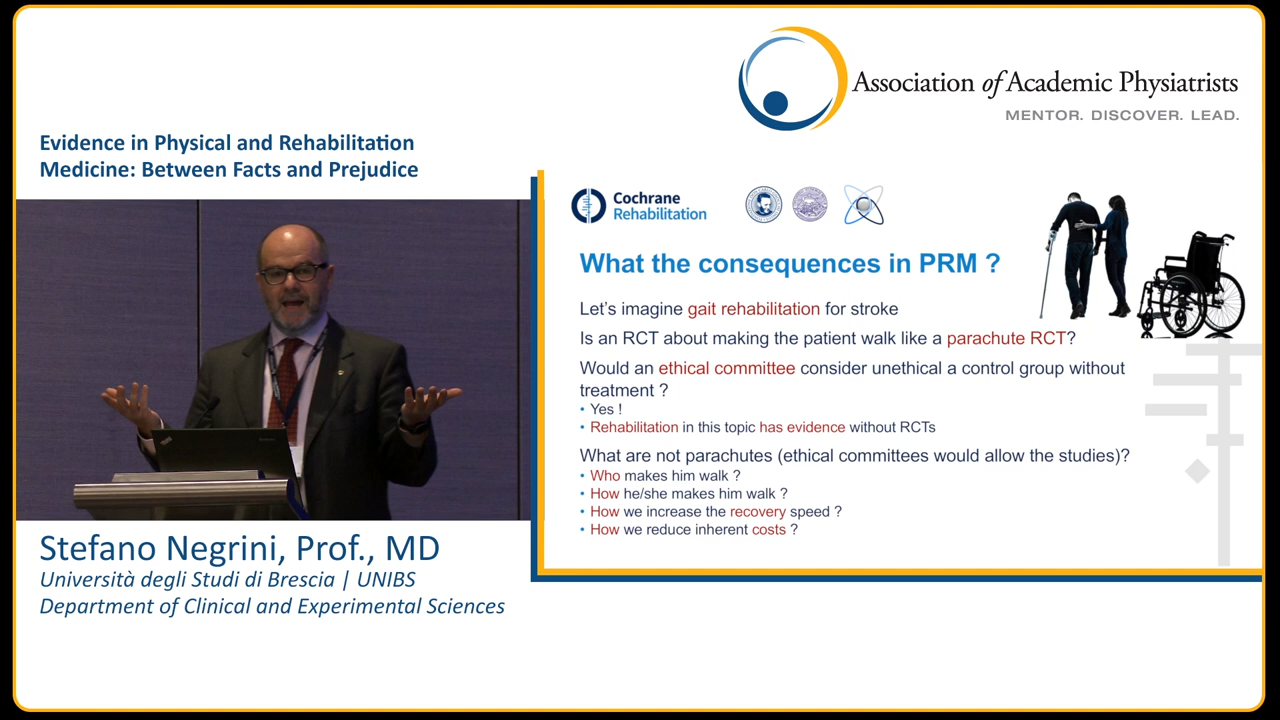 Association of Academic Physiatrists
MENTOR. DISCOVER. LEAD.
Evidence in Physical and Rehabilitation
Medicine: Between Facts and Prejudice
Cochrane
Rehabilitation
What the consequences in PRM ?
Let's imagine gait rehabilitation for stroke
Is an RCT about making the patient walk like a parachute RCT?
Would an ethical committee consider unethical a control group without
treatment ?
• Yes !
• Rehabilitation in this topic has evidence without RCTs
What are not parachutes (ethical committees would allow the studies)?
• Who makes him walk ?
• How he/she makes him walk ?
• How we increase the recovery speed ?
• How we reduce inherent costs ?
Stefano Negrini, Prof., MD
Università degli Studi di Brescia | UNIBS
Department of Clinical and Experimental Sciences